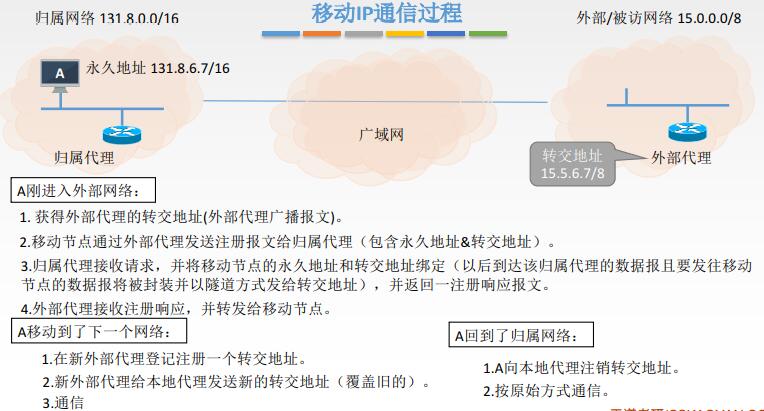 移动IP通信过程
归属网络 131.8.0.0/16
外部/被访网络 15.0.0.0/8
A
永久地址 131.8.6.7/16
归属代理
广域网
转交地址
15.5.6.7/8
外部代理
A刚进入外部网络:
1. 获得外部代理的转交地址(外部代理广播报文)。
2.移动节点通过外部代理发送注册报文给归属代理（包含永久地址&转交地址）。
3.归属代理接收请求，并将移动节点的永久地址和转交地址绑定（以后到达该归属代理的数据报且要发往移动
节点的数据报将被封装并以隧道方式发给转交地址），并返回一注册响应报文。
4.外部代理接收注册响应，并转发给移动节点。
A移动到了下一个网络：
1.在新外部代理登记注册一个转交地址。
2.新外部代理给本地代理发送新的转交地址（覆盖旧的）。
3.通信
A回到了归属网络：
1.A向本地代理注销转交地址。
2.按原始方式通信。